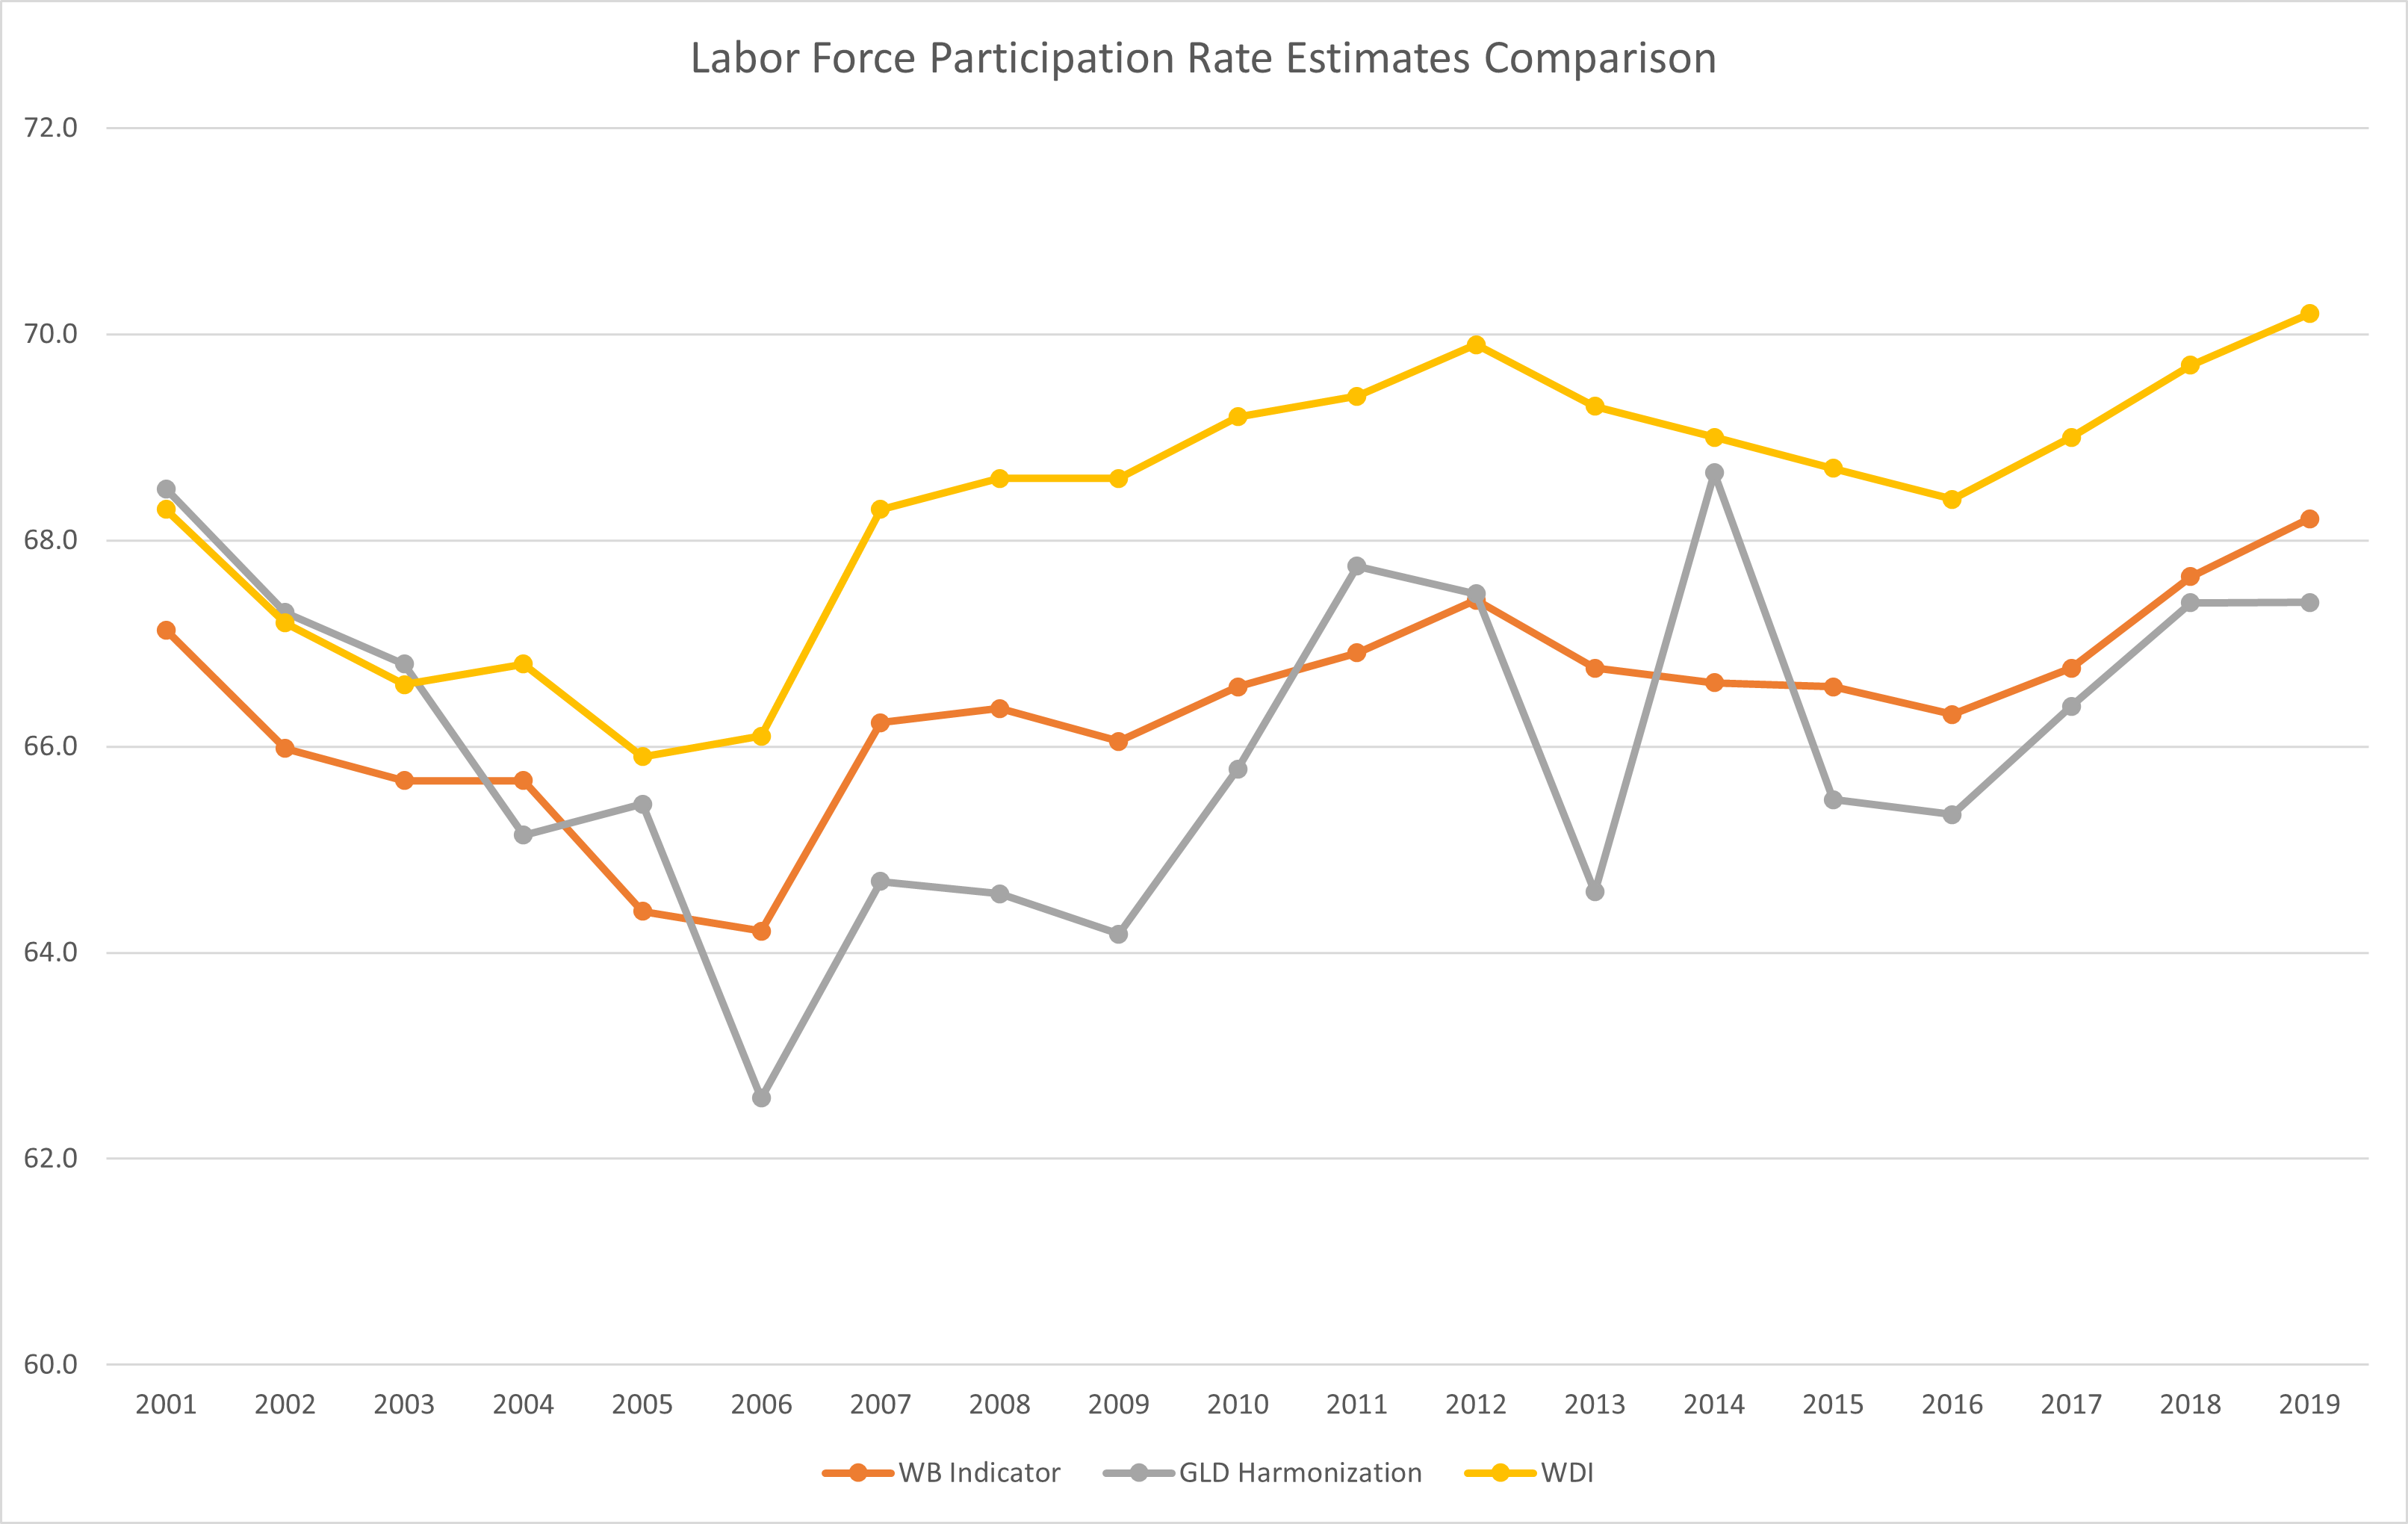 Labor Force Participation Rate Estimates Comparison
72.0
70.0
68.0
66.0
64.0
62.0
60.0
2001 2002 2003 2004 2005 2006 2007 2008 2009 2010 2011 2012 2013 2014 2015 2016 2017 2018 2019
WB Indicator GLD Harmonization WDI